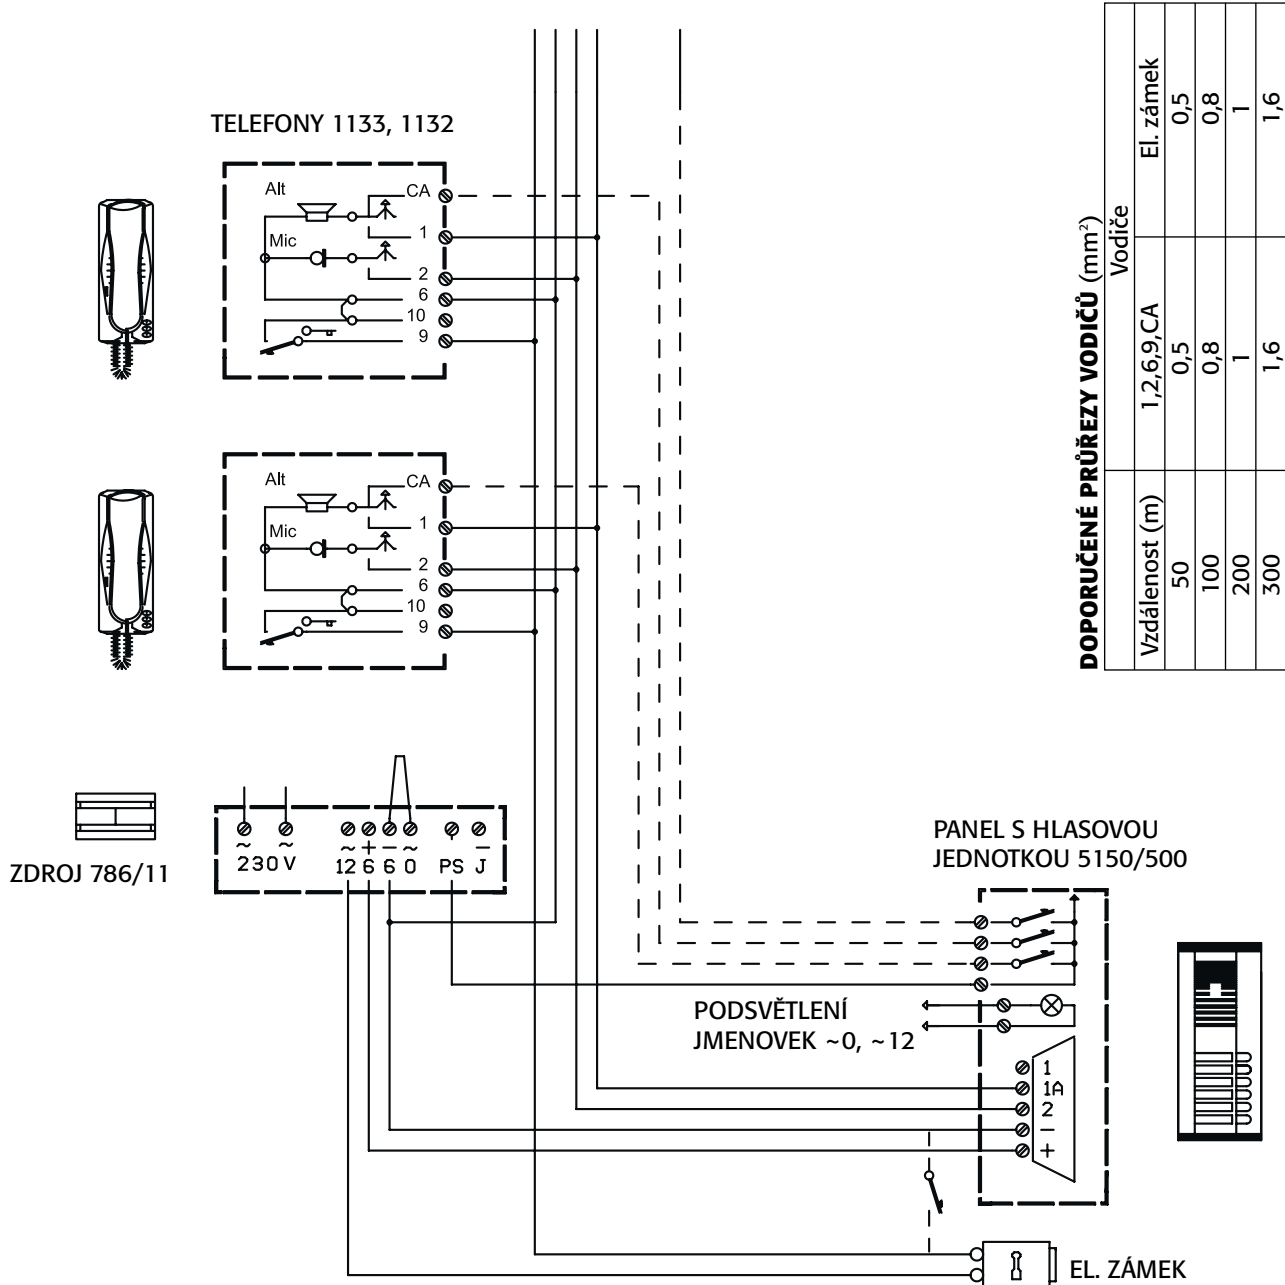 TELEFONY 1133, 1132
Alt
CA
1
Mic
2
6
10
9
Alt
CA
1
Mic
2
6
10
9
DOPORUČENÉ PRŮŘEZY VODIČŮ (mm²)
Vodiče
Vzdálenost (m) 1,2,6,9,CA El. zámek
50 0,5 0,5
100 0,8 0,8
200 1 1
300 1,6 1,6
ZDROJ 786/11
~ ~ ~ + − ~ −
230 V 12 6 6 0 PS J
PANEL S HLASOVOU
JEDNOTKOU 5150/500
PODSVĚTLENÍ
JMENOVEK ~0, ~12
1
1A
2
−
+
EL. ZÁMEK